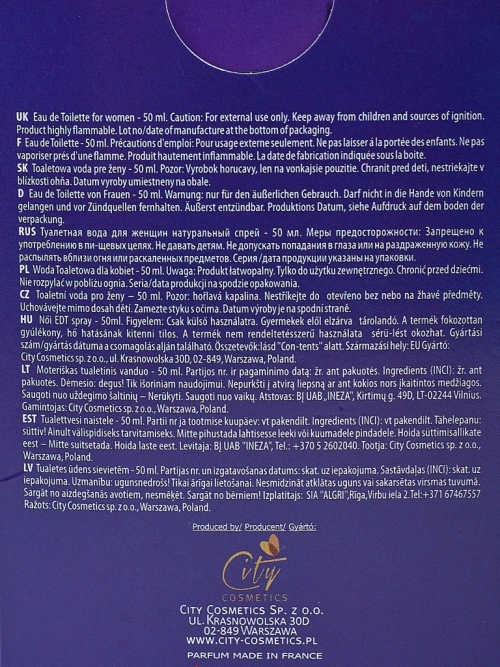 UK Eau de Toilette for women - 50 ml. Caution: For external use only. Keep away from children and sources of ignition.
Product highly flammable. Lot no/date of manufacture at the bottom of packaging.
F Eau de Toilette - 50 ml. Précautions d'emploi: Pour usage externe seulement. Ne pas laisser á la portée des enfants. Ne pas
vaporiser prés d'une flamme. Produit hautement inflammable. La date de fabrication indiquée sous la boite.
SK Toaletowa voda pre ženy - 50 ml. Pozor: Vyrobok horucavy, len na vonkajsie pouzitie. Chranit pred deti, nestriekajte v
blízkosti ohňa. Datum vyroby umiestneny na obale.
D Eau de Toilette von Frauen - 50 ml. Warnung: nur für den äußerlichen Gebrauch. Darf nicht in die Hande von Kindern
gelangen und vor Zündquellen fernhalten. Äußerst entzündbar. Produktions Datum, siehe Aufdruck auf dem boden der
verpackung.
RUS Туалетная вода для женщин натуральный спрей - 50 мл. Меры предосторожности: Запрещено к
употреблению в пи-щевых целях. Не давать детям. Не допускать попадания в глаза или на раздраженную кожу. Не
распылять вблизи огня или раскаленных предметов. Серия /дата продукции указаны на упаковки.
PL Woda Toaletowa dla kobiet - 50 ml. Uwaga: Produkt łatwopalny. Tylko do użytku zewnętrznego. Chronić przed dziećmi.
Nie rozpylać w pobliżu ognia. Seria/data produkcji na spodzie opakowania.
CZ Toaletní voda pro ženy – 50 ml. Pozor: hořlavá kapalina. Nestříkejte do otevřeno bez nebo na žhavé předměty.
Uchovávejte mimo dosah dětí. Zamezte styku s očima. Datum výroby je na spodní straně.
HU Női EDT spray - 50ml. Figyelem: Csak külső használatra. Gyermekek elől elzárva tárolandó. A termék fokozottan
gyúlékony, hő hatásának kitenni tilos. A termék nem rendeltetésszerű használata sérü-lést okozhat. Gyártási
szám/gyártás dátuma a csomagolás alján található. Összetevők: lásd "Con-tents" alatt. Származási hely: EU Gyártó:
City Cosmetics sp. z o.o., ul. Krasnowolska 30D, 02-849, Warszawa, Poland.
LT Moteriškas tualetinis vanduo - 50 ml. Partijos nr. ir pagaminimo datą: žr. ant pakuotės. Ingredients (INCI): žr. ant
pakuotės. Dėmesio: degus! Tik išoriniam naudojimui. Nepurkšti į atvirą liepsną ar ant kokios nors įkaitintos medžiagos.
Saugoti nuo uždegimo šaltinių – Nerūkyti. Saugoti nuo vaikų. Atstovas: BĮ UAB „INEZA", Kirtimų g. 49D, LT-02244 Vilnius.
Gamintojas: City Cosmetics sp. z o.o., Warszawa, Poland.
EST Tualettvesi naistele - 50 ml. Parti nr ja tootmise kuupäev: vt pakendilt. Ingredients (INCI): vt pakendilt. Tähelepanu:
süttiv! Ainult välispidiseks tarvitamiseks. Mitte pihustada lahtisesse leeki või kuumadele pindadele. Hoida süttimisallikate
eest – Mitte suitsetada. Hoida laste eest. Levitaja: BĮ UAB "INEZA", Tel.: +370 5 2602040. Tootja: City Cosmetics sp. z o.o.,
Warszawa, Poland.
LV Tualetes ūdens sievietēm - 50 ml. Partijas nr. un izgatavošanas datums: skat. uz iepakojuma. Sastāvdaļas (INCI): skat. uz
iepakojuma. Uzmanību: ugunsnedrošs! Tikai ārīgai lietošanai. Nesmidzināt atklātas uguns vai sakarsētas virsmas tuvumā.
Sargāt no aizdegšanās avotiem, nesmēķēt. Sargāt no bērniem! Izplatītājs: SIA "ALGRI",Rīga,Virbu iela 2.Tel:+371 67467557
Ražots: City Cosmetics sp. z o.o., Warszawa, Poland.
Produced by/ Producent/ Gyártó:
City
COSMETICS
CITY COSMETICS SP. Z O.O.
UL. KRASNOWOLSKA 30D
02-849 WARSZAWA
WWW.CITY-COSMETICS.PL
PARFUM MADE IN FRANCE